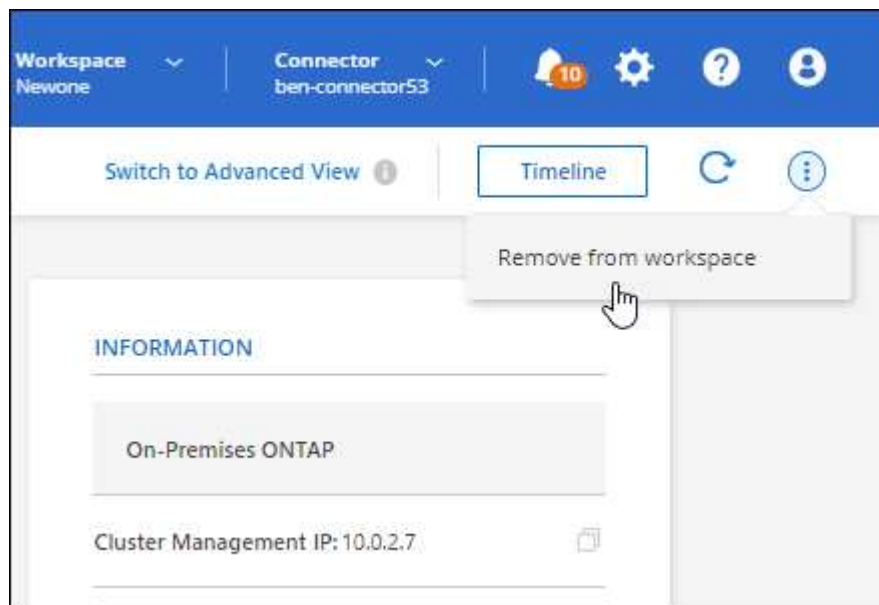 Workspace
Newone
Connector
ben-connector53
10
Switch to Advanced View
Timeline
Remove from workspace
INFORMATION
On-Premises ONTAP
Cluster Management IP: 10.0.2.7